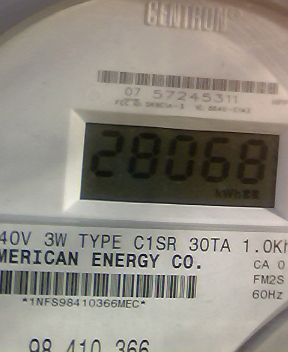 CENTRON
07 57245311
28068
kWh
40V 3W TYPE C1SR 30TA 1.0Kh
MERICAN ENERGY CO.
CA 0
FM2S
60Hz
*1NFS98410366MEC*
98 410 366